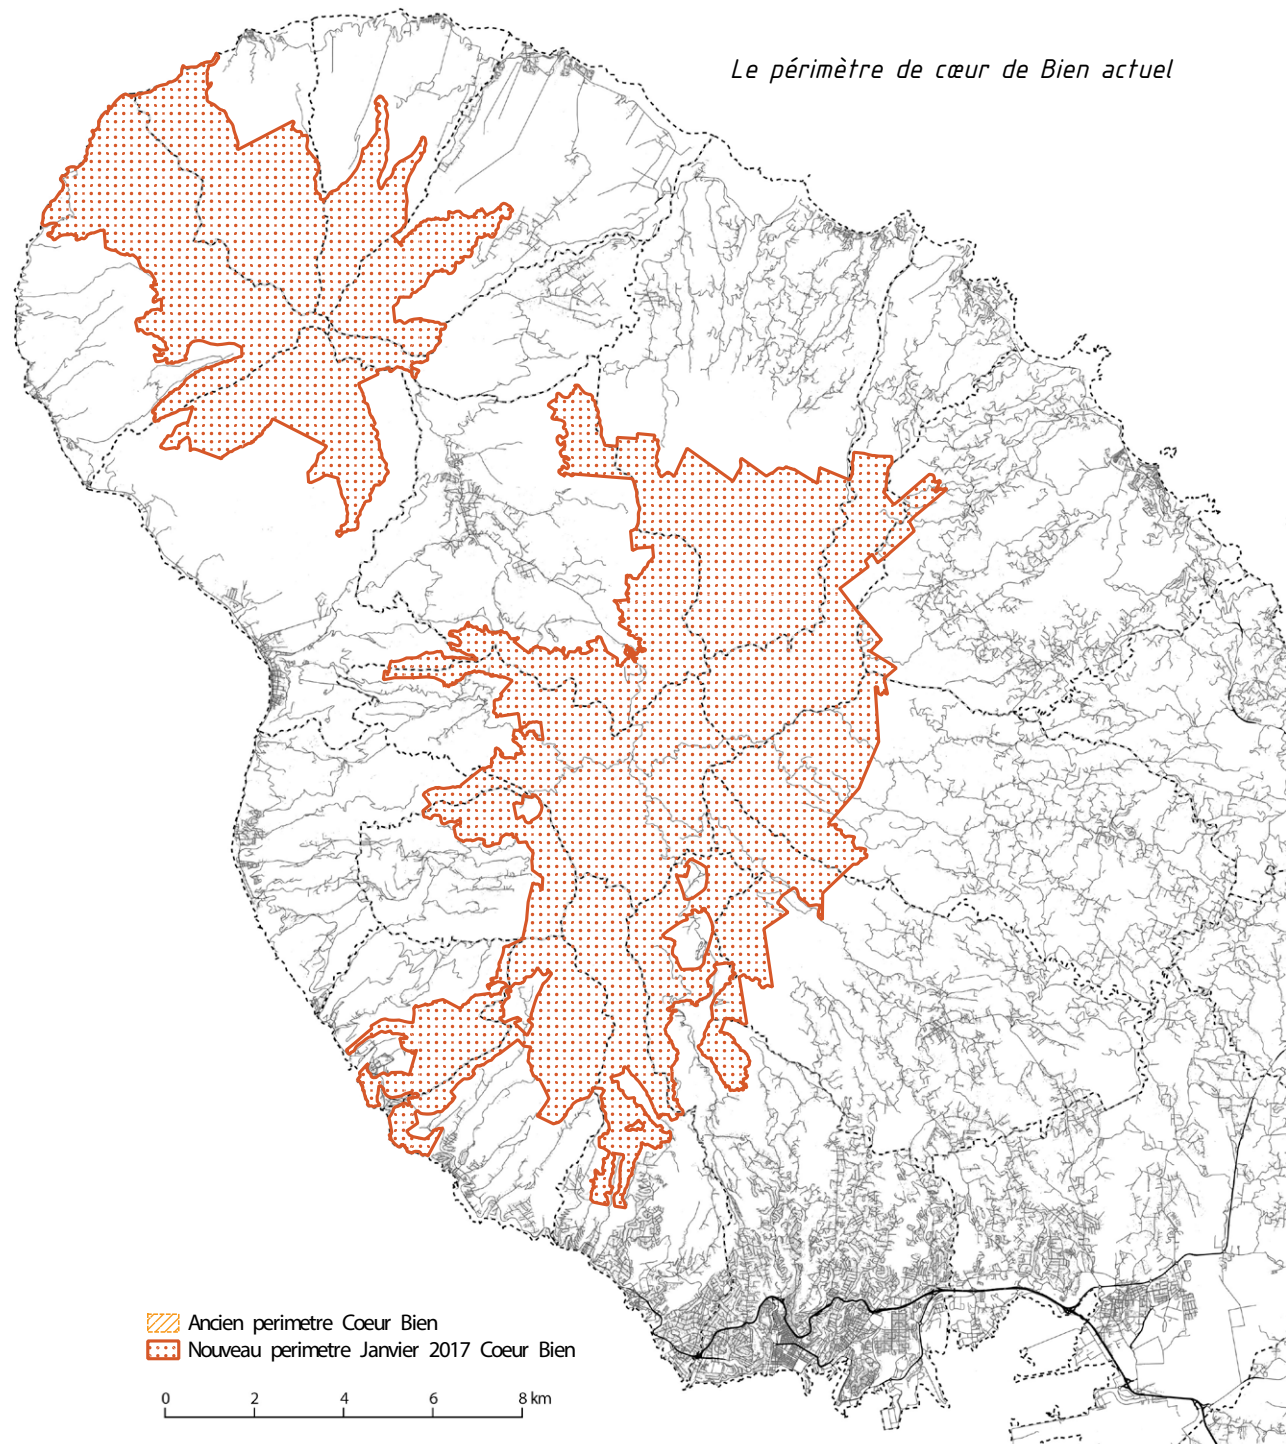 Le périmètre de cœur de Bien actuel
Ancien perimetre Coeur Bien
Nouveau perimetre Janvier 2017 Coeur Bien
0 2 4 6 8 km